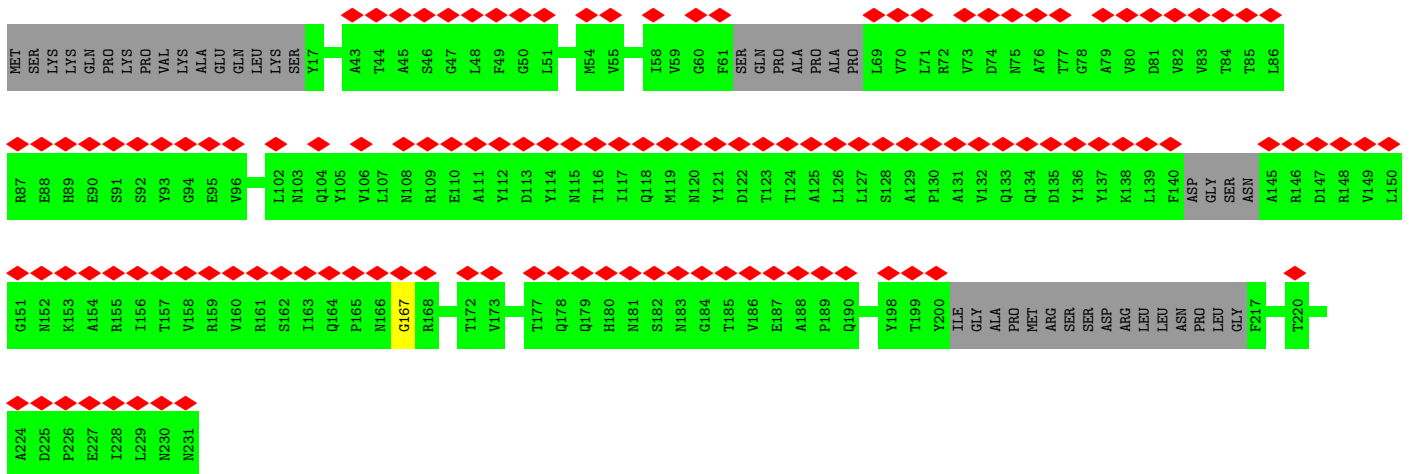 MET SER LYS LYS GLN PRO LYS PRO VAL LYS ALA GLU GLN LEU LYS SER Y17 A43 T44 A45 S46 G47 L48 F49 G50 L51 M54 V55 I58 V59 G60 F61 SER GLN PRO ALA PRO ALA PRO L69 V70 L71 R72 V73 D74 N75 A76 T77 G78 A79 V80 D81 V82 V83 T84 T85 L86
R87 E88 H89 E90 S91 S92 Y93 G94 E95 V96 L102 N103 Q104 Y105 V106 L107 N108 R109 E110 A111 Y112 D113 Y114 N115 T116 I117 Q118 M119 N120 Y121 D122 T123 T124 A125 L126 L127 S128 A129 P130 A131 V132 Q133 Q134 D135 Y136 Y137 K138 L139 F140 ASP GLY SER ASN A145 R146 D147 R148 V149 L150
G151 N152 K153 A154 R155 I156 T157 V158 R159 V160 R161 S162 I163 Q164 P165 N166 G167 R168 T172 V173 T177 Q178 Q179 H180 N181 S182 N183 G184 T185 V186 E187 A188 P189 Q190 Y198 T199 Y200 ILE GLY ALA PRO MET ARG SER SER ASP ARG LEU LEU ASN PRO LEU GLY F217 T220
A224 D225 P226 E227 I228 L229 N230 N231